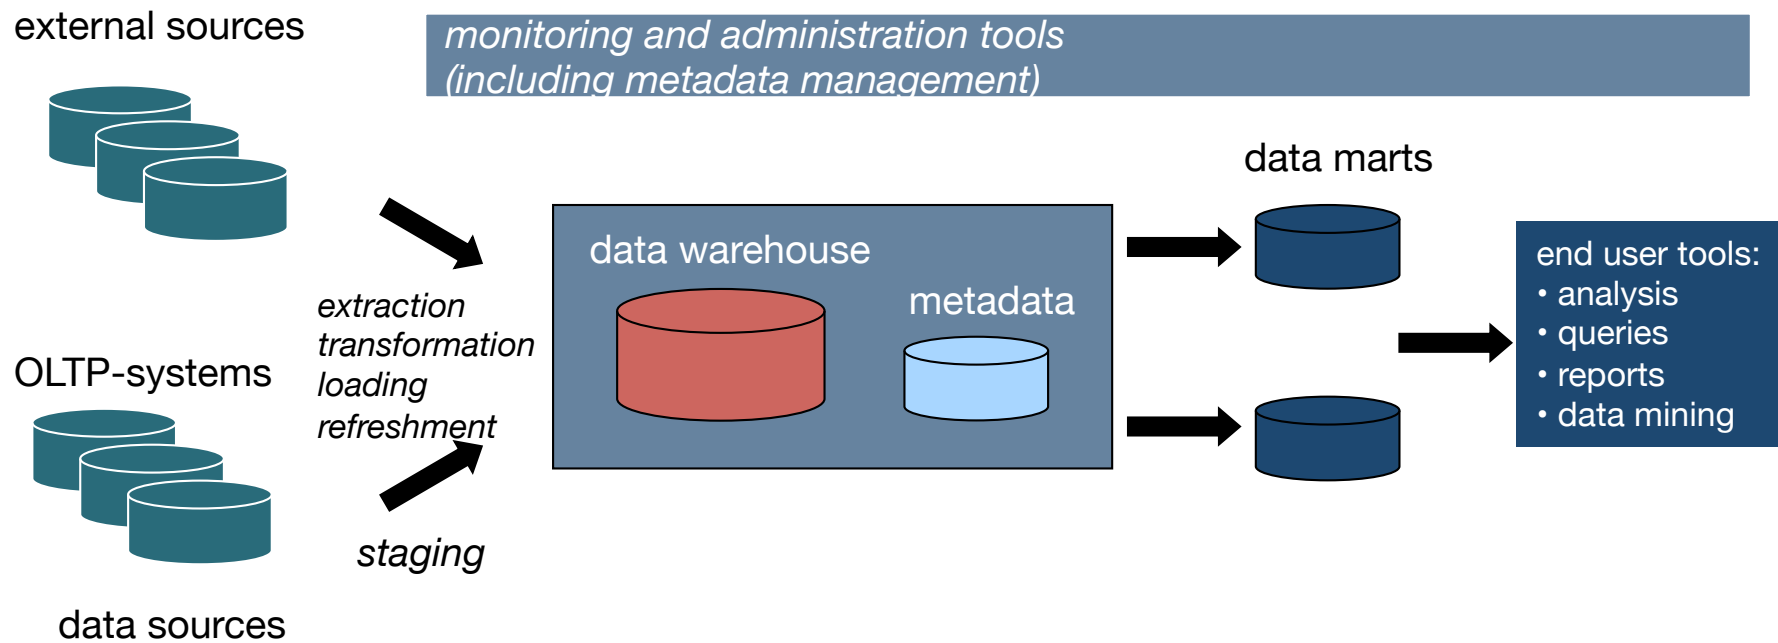 external sources
monitoring and administration tools
(including metadata management)
data marts
data warehouse
metadata
extraction
transformation
loading
refreshment
OLTP-systems
staging
data sources
end user tools:
• analysis
• queries
• reports
• data mining